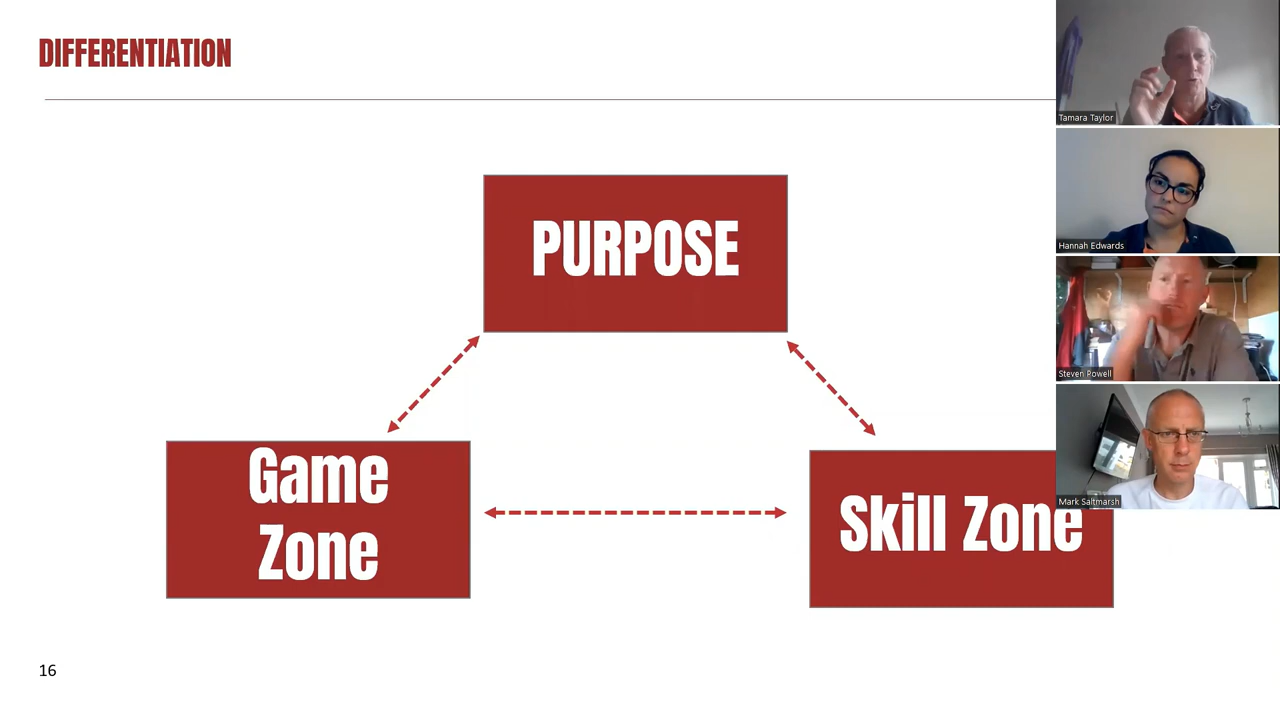 DIFFERENTIATION
PURPOSE
Game
Zone
Skill Zone
16
Tamara Taylor
Hannah Edwards
Steven Powell
Mark Saltmarsh